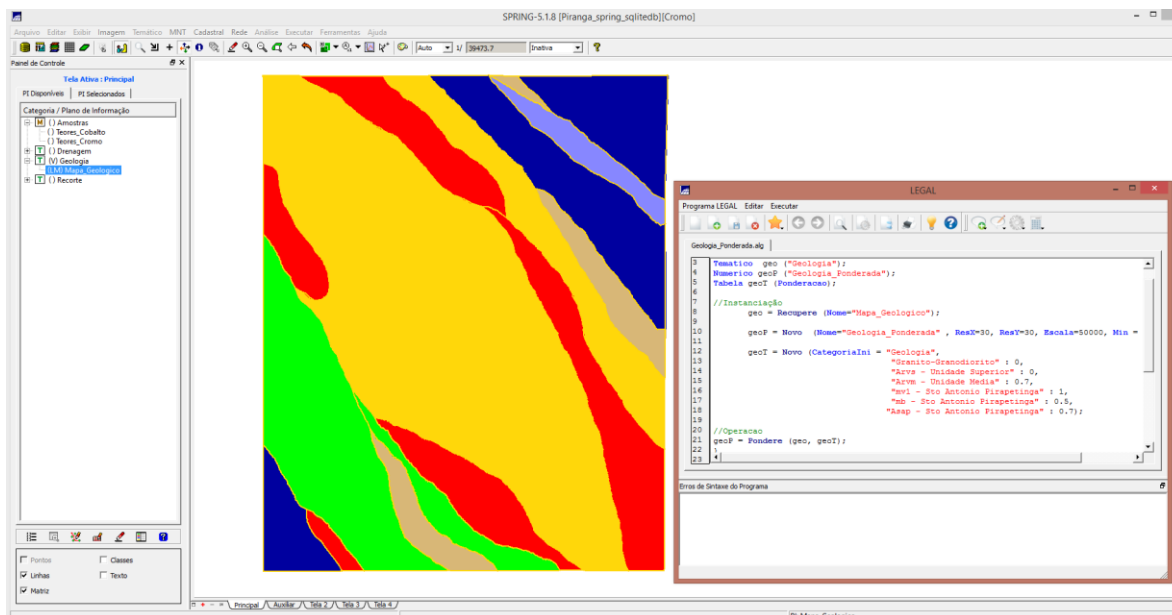 SPRING-5.1.8 [Piranga_spring_sqlitedb][Cromo]
Arquivo Editar Exibir Imagem Temático MNT Cadastral Rede Análise Executar Ferramentas Ajuda
Auto 1/ 39473.7 Inativa
Painel de Controle
Tela Ativa : Principal
PI Disponíveis PI Selecionados
Categoria / Plano de Informação
M () Amostras
() Teores_Cobalto
() Teores_Cromo
T () Drenagem
T (V) Geologia
(LM) Mapa_Geologico
T () Recorte
Pontos Classes
Linhas Texto
Matriz
Principal Auxiliar Tela 2 Tela 3 Tela 4
LEGAL
Programa LEGAL Editar Executar
Geologia_Ponderada.alg
3 Tematico geo ("Geologia");
4 Numerico geoP ("Geologia_Ponderada");
5 Tabela geoT (Ponderacao);
6
7 //Instanciação
8 geo = Recupere (Nome="Mapa_Geologico");
9
10 geoP = Novo (Nome="Geologia_Ponderada" , ResX=30, ResY=30, Escala=50000, Min =
11
12 geoT = Novo (CategoriaIni = "Geologia",
13 "Granito-Granodiorito" : 0,
14 "Arvs - Unidade Superior" : 0,
15 "Arvm - Unidade Media" : 0.7,
16 "mvl - Sto Antonio Pirapetinga" : 1,
17 "mb - Sto Antonio Pirapetinga" : 0.5,
18 "Asap - Sto Antonio Pirapetinga" : 0.7);
19
20 //Operacao
21 geoP = Pondere (geo, geoT);
22 }
23
Erros de Sintaxe do Programa